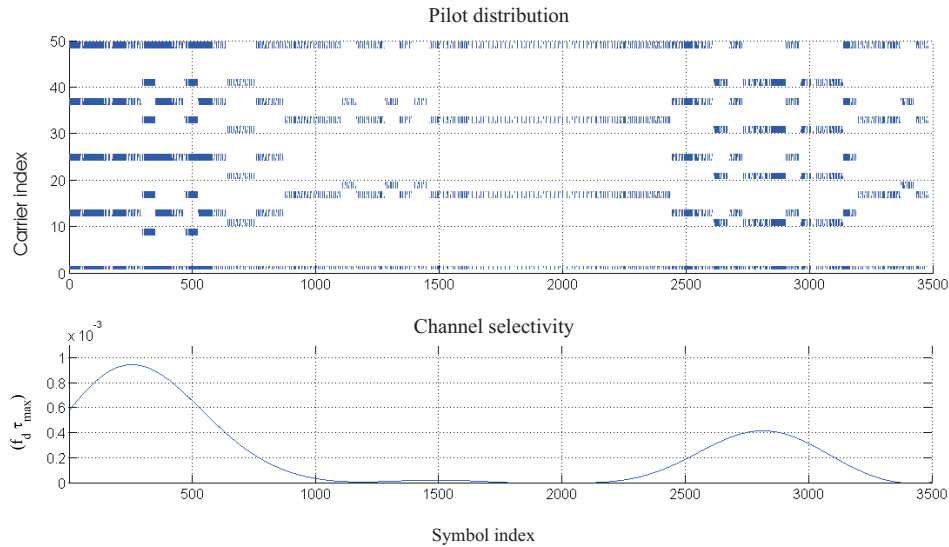 Pilot distribution
50
40
30
20
10
0
Carrier index
0 500 1000 1500 2000 2500 3000 3500
Channel selectivity
x 10⁻³
1
0.8
0.6
0.4
0.2
0
(f_d τ_max)
500 1000 1500 2000 2500 3000 3500
Symbol index